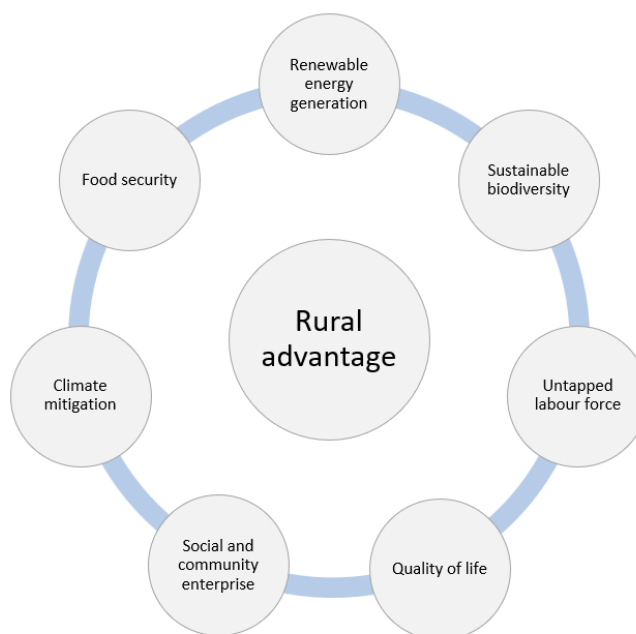 Renewable
energy
generation
Sustainable
biodiversity
Untapped
labour force
Quality of life
Social and
community
enterprise
Climate
mitigation
Food security
Rural
advantage